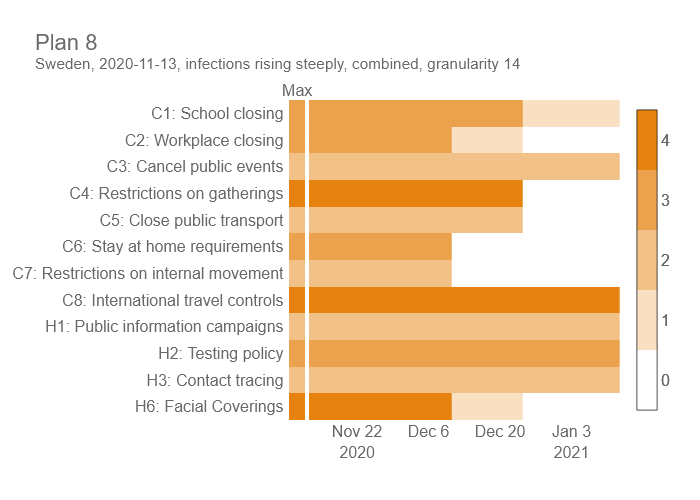 Plan 8
Sweden, 2020-11-13, infections rising steeply, combined, granularity 14
Max
C1: School closing
C2: Workplace closing
C3: Cancel public events
C4: Restrictions on gatherings
C5: Close public transport
C6: Stay at home requirements
C7: Restrictions on internal movement
C8: International travel controls
H1: Public information campaigns
H2: Testing policy
H3: Contact tracing
H6: Facial Coverings
4
3
2
1
0
Nov 22 Dec 6 Dec 20 Jan 3
2020 2021